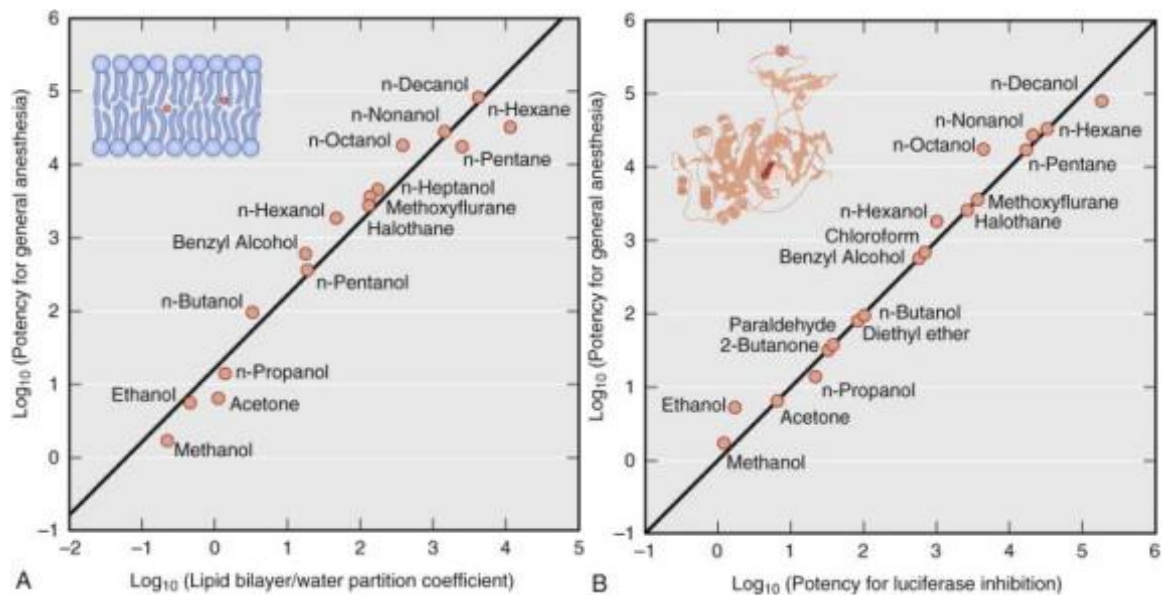 6
5
4
3
2
1
0
−1
Log₁₀ (Potency for general anesthesia)
n-Decanol
n-Hexane
n-Nonanol
n-Octanol
n-Pentane
n-Heptanol
n-Hexanol
Methoxyflurane
Halothane
Benzyl Alcohol
n-Pentanol
n-Butanol
n-Propanol
Ethanol
Acetone
Methanol
−2 −1 0 1 2 3 4 5
A Log₁₀ (Lipid bilayer/water partition coefficient)
6
5
4
3
2
1
0
−1
Log₁₀ (Potency for general anesthesia)
n-Decanol
n-Nonanol
n-Hexane
n-Octanol
n-Pentane
Methoxyflurane
n-Hexanol
Halothane
Chloroform
Benzyl Alcohol
n-Butanol
Paraldehyde
Diethyl ether
2-Butanone
n-Propanol
Ethanol
Acetone
Methanol
−1 0 1 2 3 4 5 6
B Log₁₀ (Potency for luciferase inhibition)